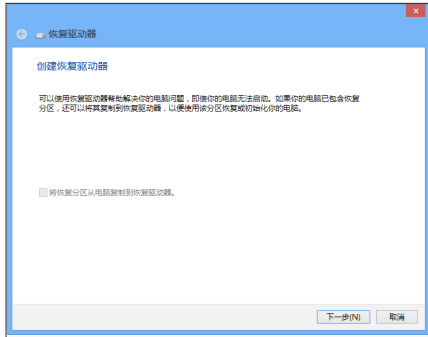 恢复驱动器
创建恢复驱动器
可以使用恢复驱动器帮助解决你的电脑问题，即使你的电脑无法启动。如果你的电脑已包含恢复
分区，还可以将其复制到恢复驱动器，以便使用该分区恢复或初始化你的电脑。
将恢复分区从电脑复制到恢复驱动器。
下一步(N) 取消